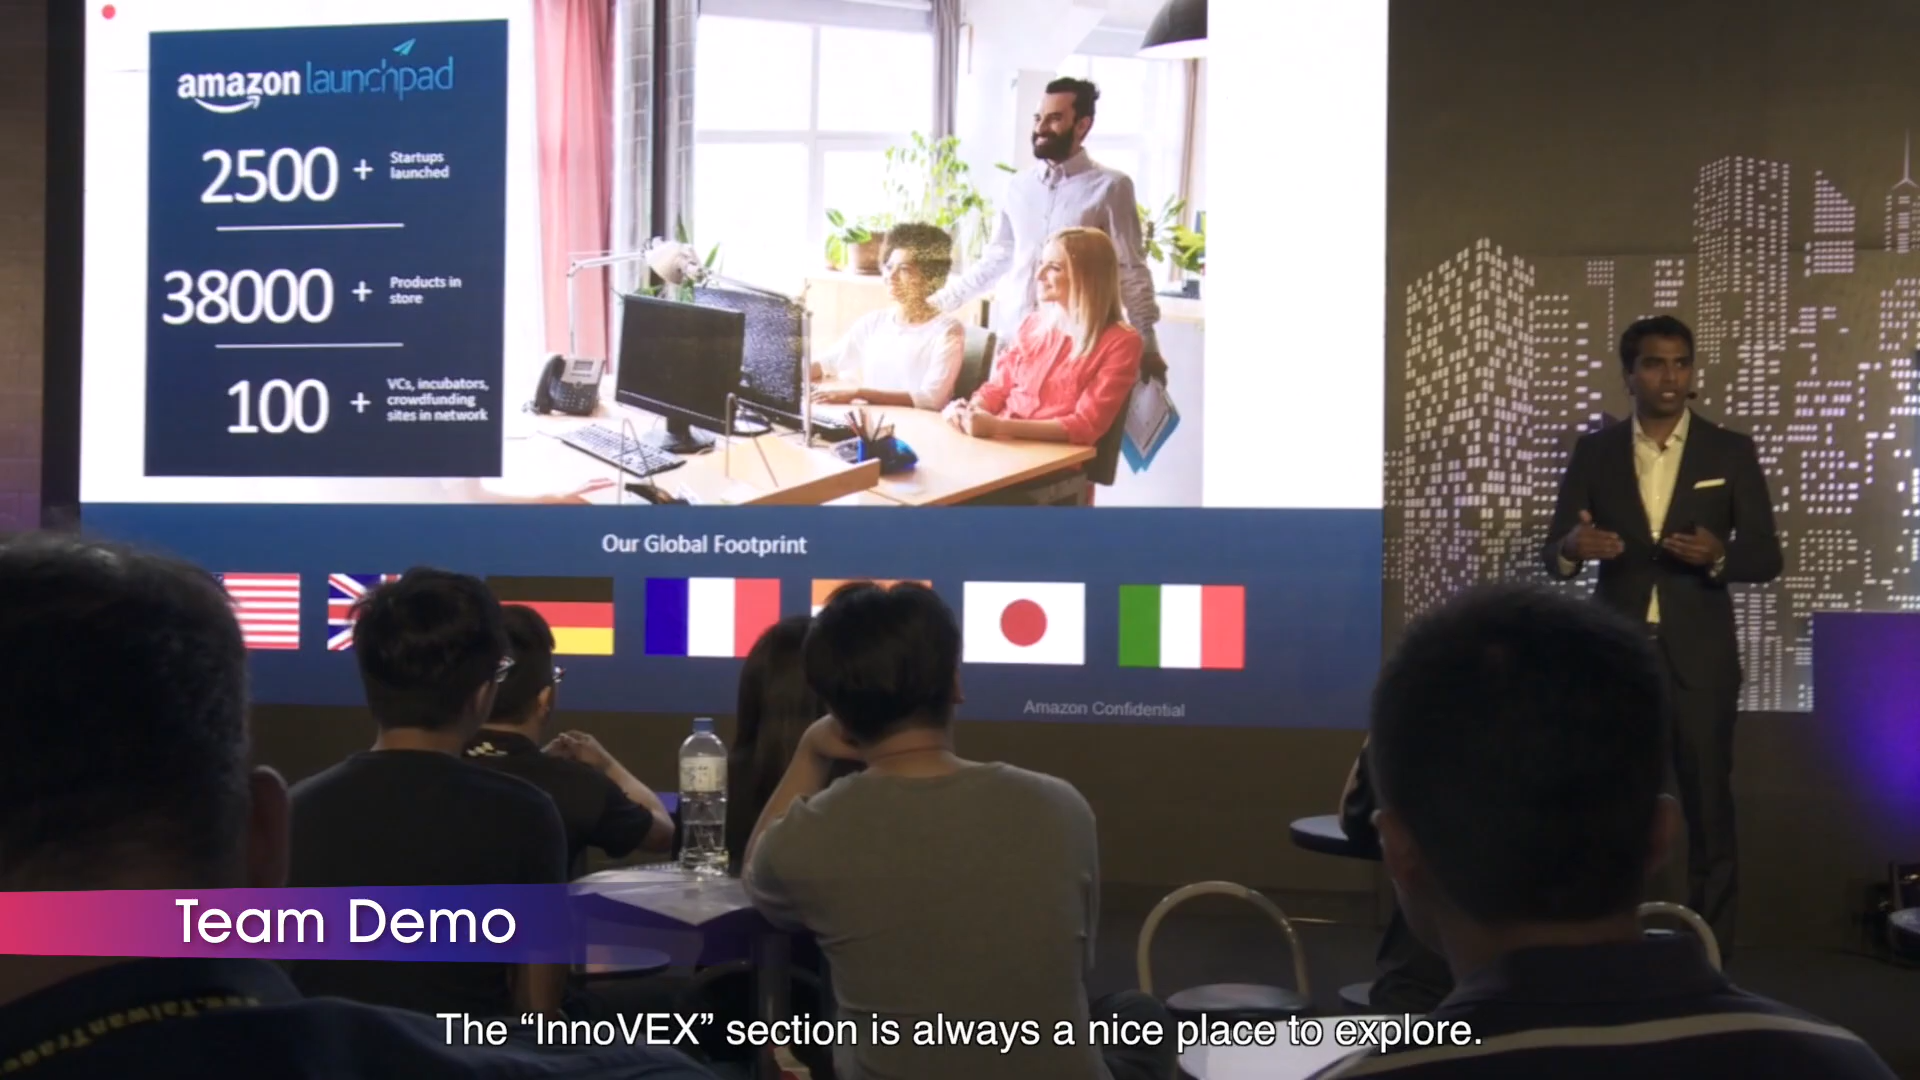 amazon launchpad
2500 + Startups
launched
38000 + Products in
store
100 + VCs, incubators,
crowdfunding
sites in network
Our Global Footprint
Amazon Confidential
Team Demo
The “InnoVEX” section is always a nice place to explore.